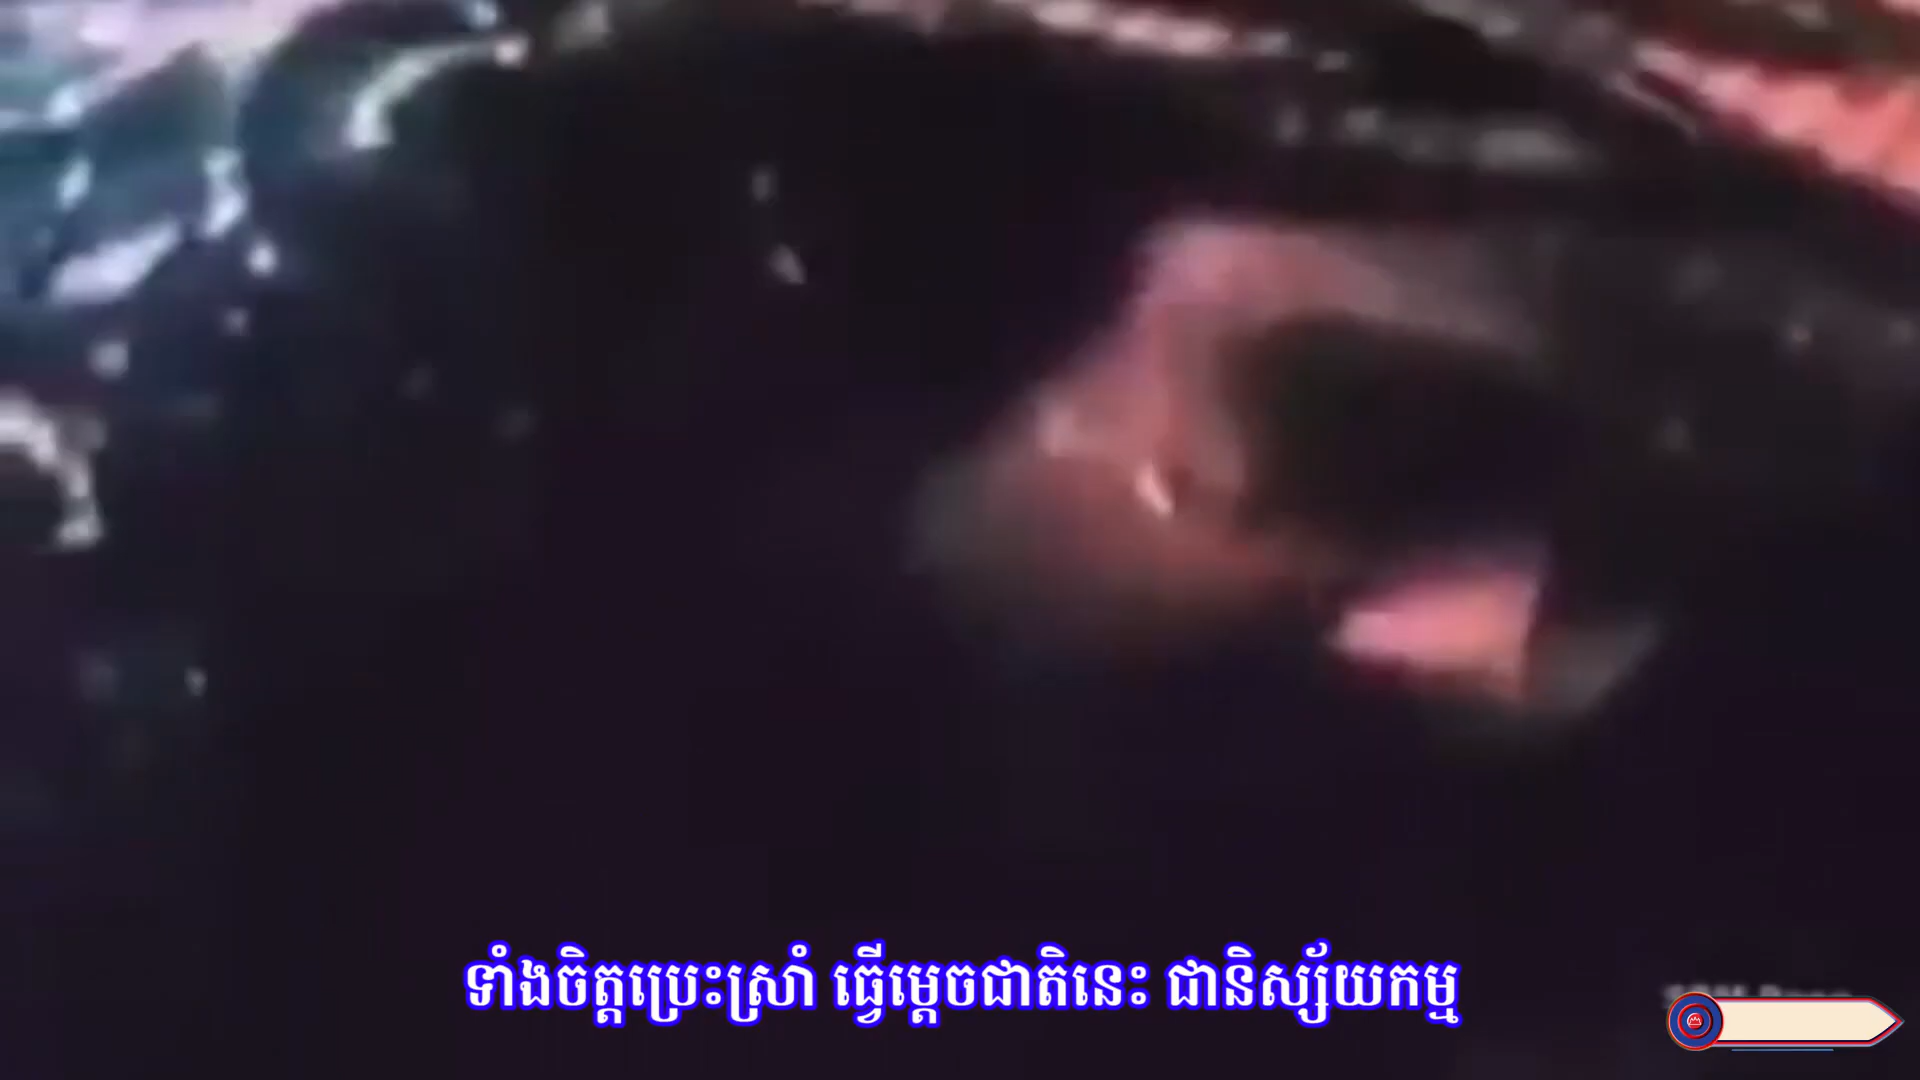 ទាំងចិត្តប្រេះស្រាំ ធ្វើម្ដេចជាតិនេះ ជានិស្ស័យកម្ម